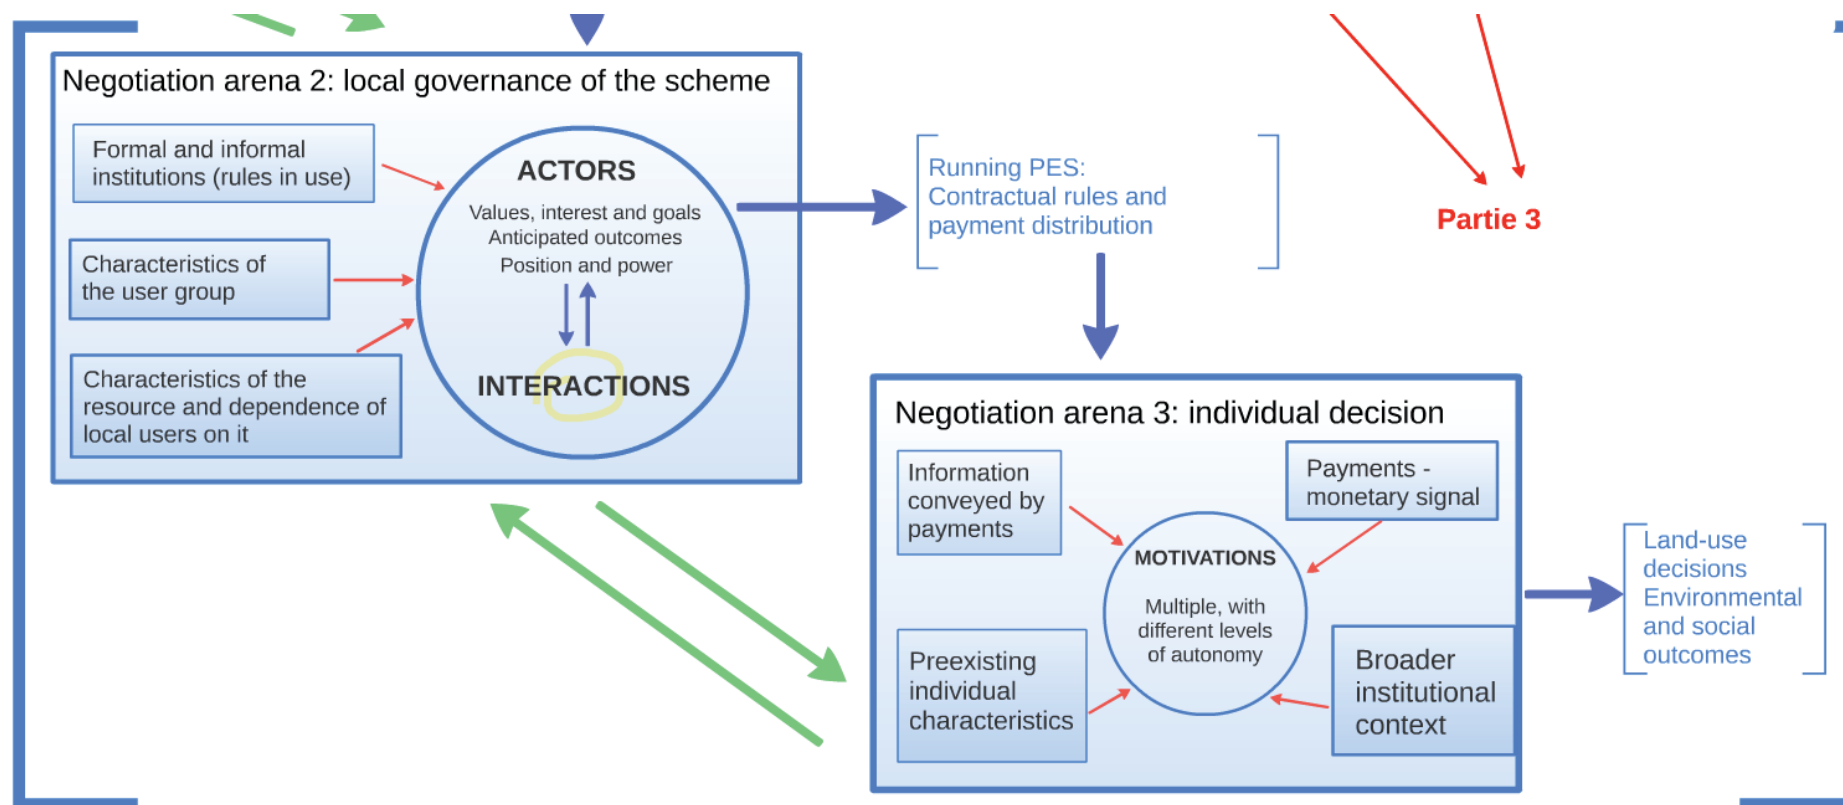 Negotiation arena 2: local governance of the scheme
Formal and informal
institutions (rules in use)
Characteristics of
the user group
Characteristics of the
resource and dependence of
local users on it
ACTORS
Values, interest and goals
Anticipated outcomes
Position and power
INTERACTIONS
Running PES:
Contractual rules and
payment distribution
Partie 3
Negotiation arena 3: individual decision
Information
conveyed by
payments
Payments -
monetary signal
MOTIVATIONS
Multiple, with
different levels
of autonomy
Preexisting
individual
characteristics
Broader
institutional
context
Land-use
decisions
Environmental
and social
outcomes